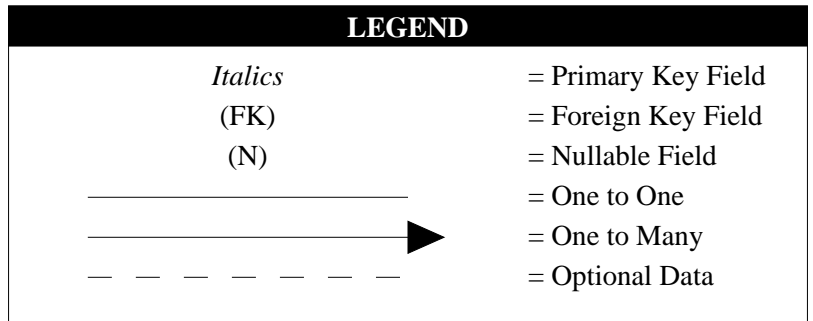 LEGEND
Italics = Primary Key Field
(FK) = Foreign Key Field
(N) = Nullable Field
= One to One
= One to Many
= Optional Data